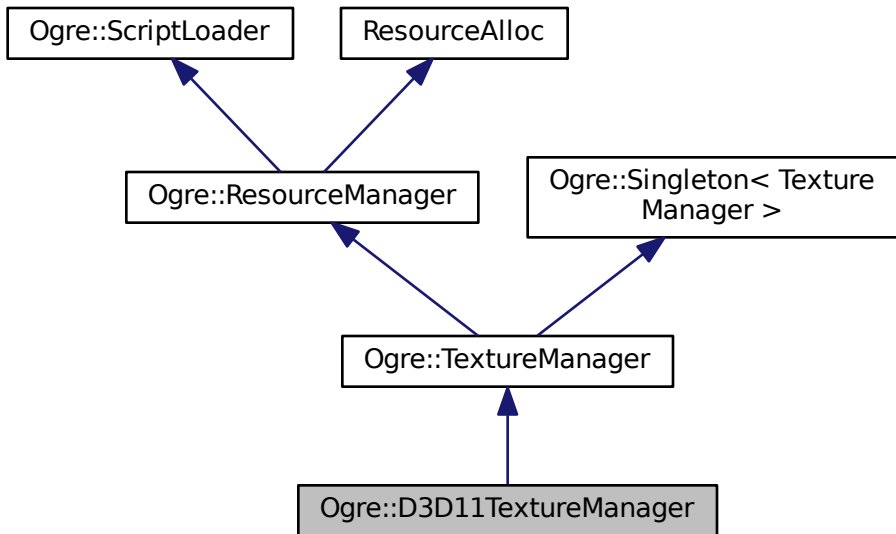 Ogre::ScriptLoader
ResourceAlloc
Ogre::ResourceManager
Ogre::Singleton< Texture
Manager >
Ogre::TextureManager
Ogre::D3D11TextureManager